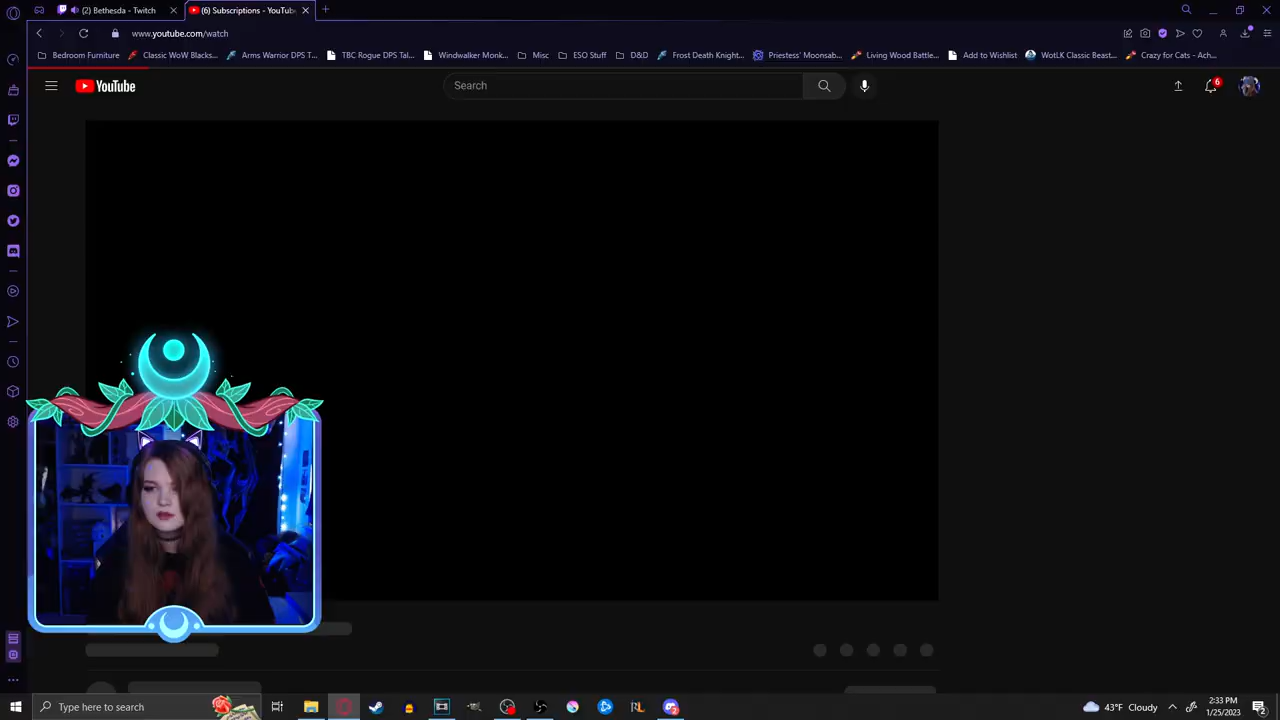 (2) Bethesda - Twitch
(6) Subscriptions - YouTub
www.youtube.com/watch
Bedroom Furniture
Classic WoW Blacks...
Arms Warrior DPS T...
TBC Rogue DPS Tal...
Windwalker Monk...
Misc
ESO Stuff
D&D
Frost Death Knight...
Priestess' Moonsab...
Living Wood Battle...
Add to Wishlist
WotLK Classic Beast...
Crazy for Cats - Ach...
YouTube
Search
6
Type here to search
43°F Cloudy
2:33 PM
1/25/2023
2